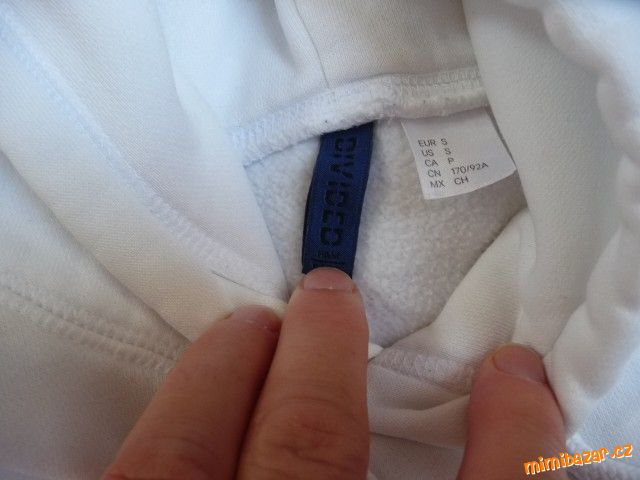 DIVIDED
H&M
EUR S
US S
CA P
CN 170/92A
MX CH
mimibazar.cz